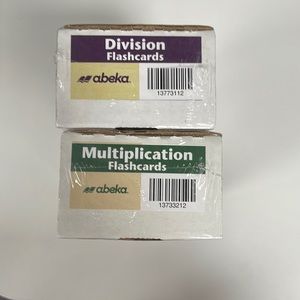 Division
Flashcards
abeka
13773112
Multiplication
Flashcards
abeka
13733212